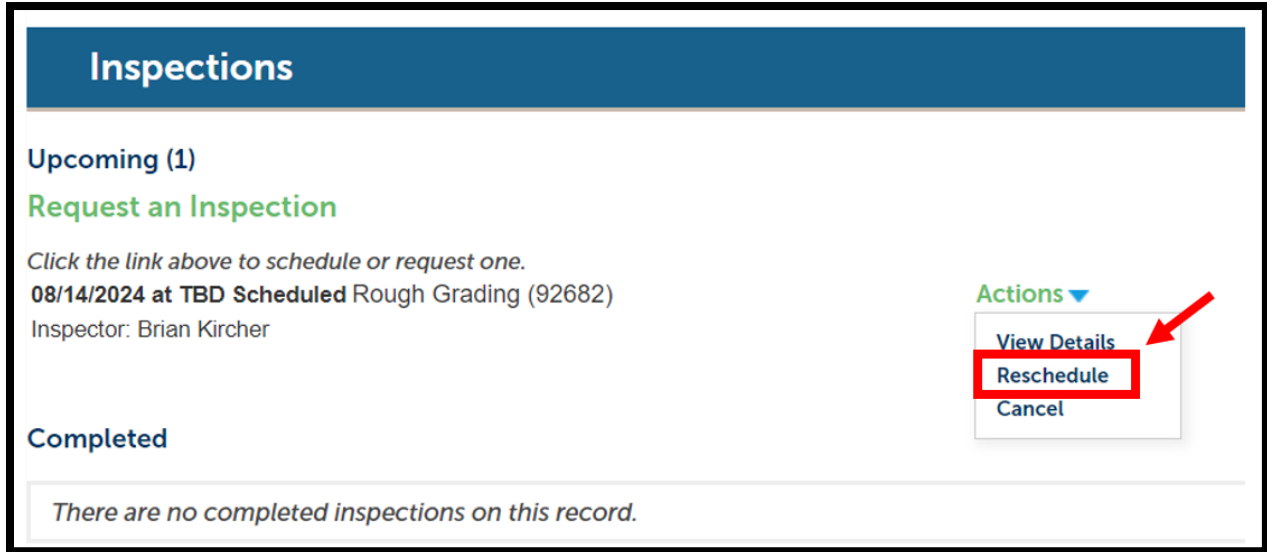 Inspections
Upcoming (1)
Request an Inspection
Click the link above to schedule or request one.
08/14/2024 at TBD Scheduled Rough Grading (92682)
Actions
Inspector: Brian Kircher
View Details
Reschedule
Cancel
Completed
There are no completed inspections on this record.